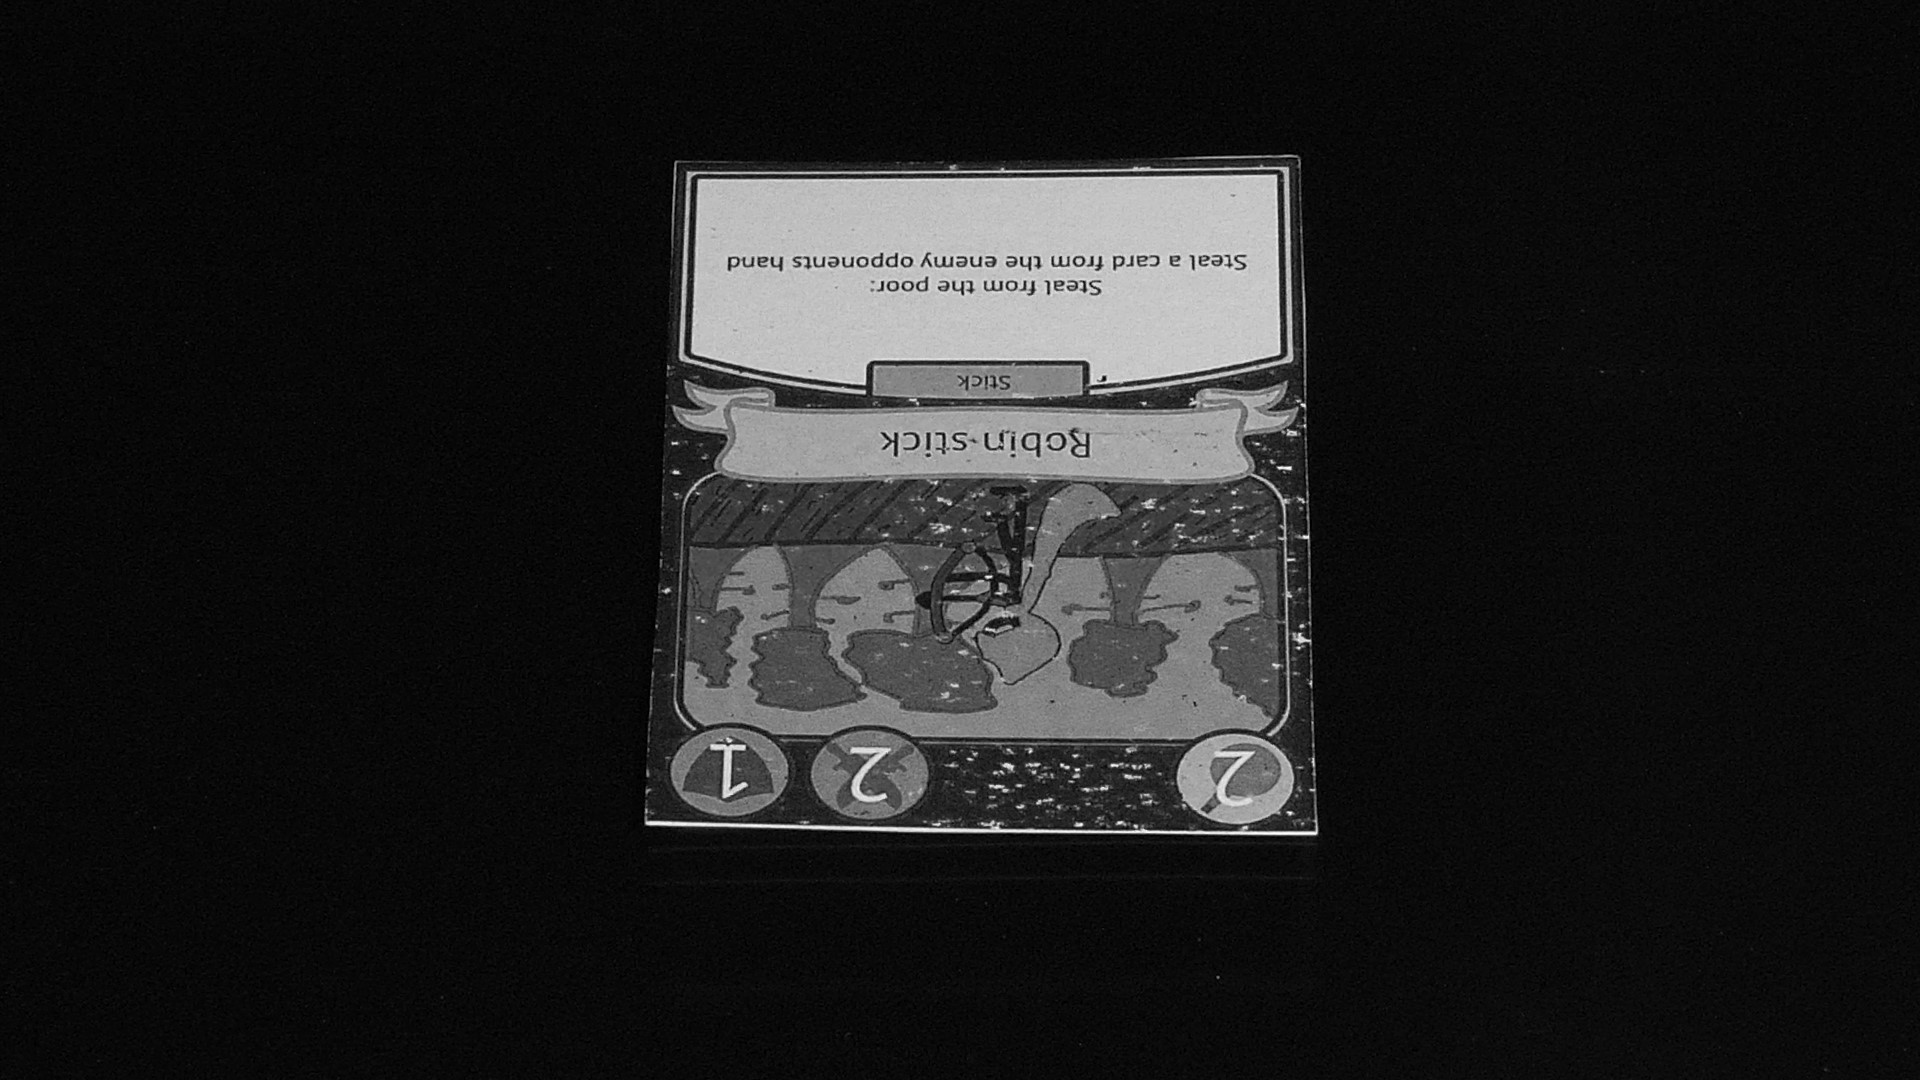 2 2 1
Robin-stick
Stick
Steal from the poor:
Steal a card from the enemy opponents hand